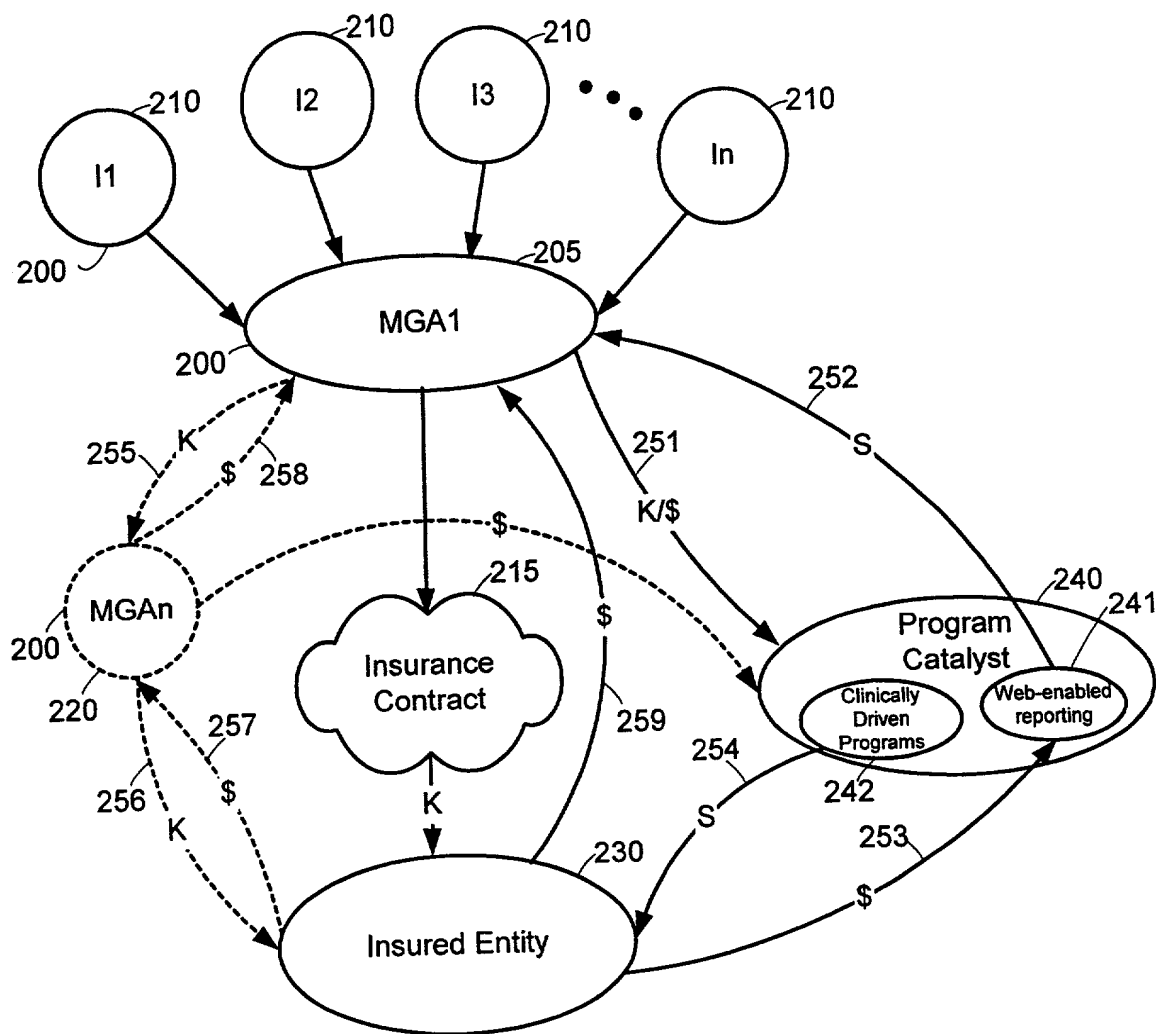 210
210
210
210
I1
I2
I3
In
200
205
MGA1
200
252
S
251
K/$
K
255
$
258
$
215
240
241
MGAn
200
220
Insurance
Contract
$
259
Program
Catalyst
Clinically
Driven
Programs
Web-enabled
reporting
242
257
256
$
K
K
254
S
253
$
230
Insured Entity